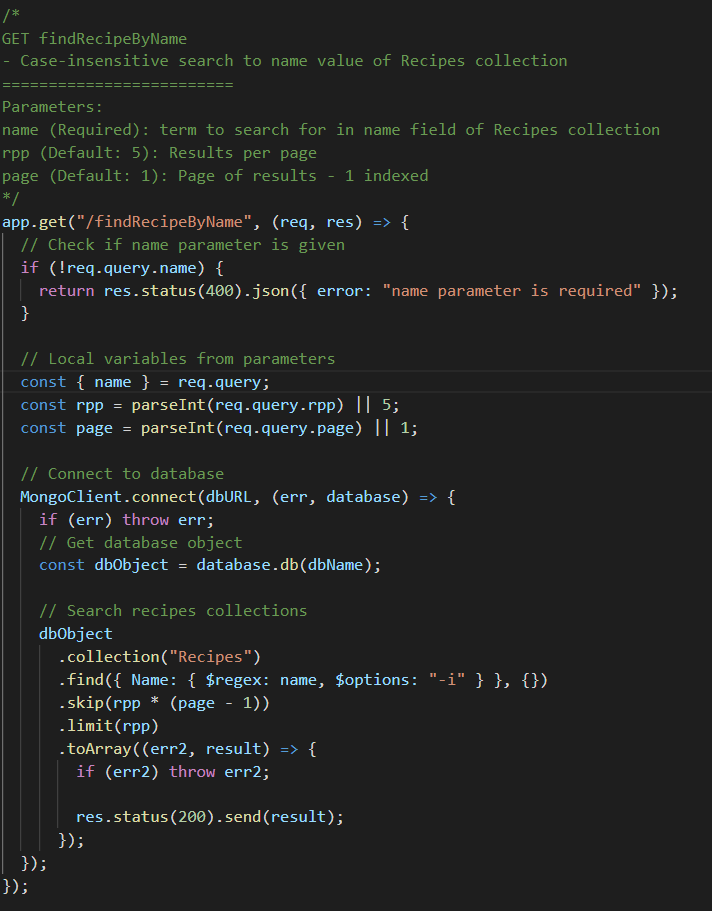 /*
GET findRecipeByName
- Case-insensitive search to name value of Recipes collection
=========================
Parameters:
name (Required): term to search for in name field of Recipes collection
rpp (Default: 5): Results per page
page (Default: 1): Page of results - 1 indexed
*/
app.get("/findRecipeByName", (req, res) => {
  // Check if name parameter is given
  if (!req.query.name) {
    return res.status(400).json({ error: "name parameter is required" });
  }

  // Local variables from parameters
  const { name } = req.query;
  const rpp = parseInt(req.query.rpp) || 5;
  const page = parseInt(req.query.page) || 1;

  // Connect to database
  MongoClient.connect(dbURL, (err, database) => {
    if (err) throw err;
    // Get database object
    const dbObject = database.db(dbName);

    // Search recipes collections
    dbObject
      .collection("Recipes")
      .find({ Name: { $regex: name, $options: "-i" } }, {})
      .skip(rpp * (page - 1))
      .limit(rpp)
      .toArray((err2, result) => {
        if (err2) throw err2;

        res.status(200).send(result);
      });
  });
});